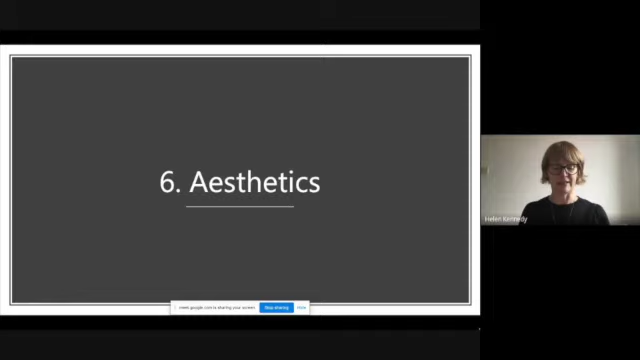 6. Aesthetics
Helen Kennedy
meet.google.com is sharing your screen.
Stop sharing
Hide